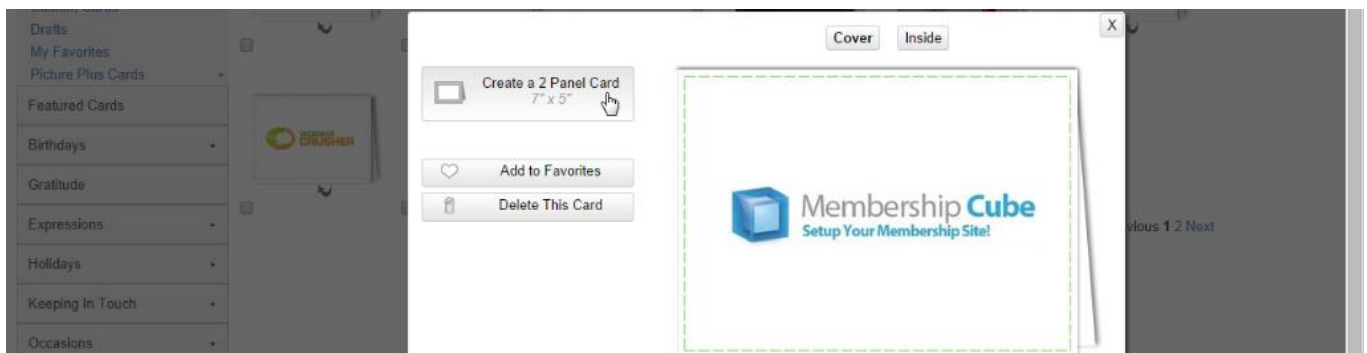 Custom Cards
Drafts
My Favorites
Picture Plus Cards
Featured Cards
Birthdays
Gratitude
Expressions
Holidays
Keeping In Touch
Occasions
CRUSHER
Create a 2 Panel Card
7" x 5"
Add to Favorites
Delete This Card
Cover
Inside
X
Membership Cube
Setup Your Membership Site!
vious 1 2 Next